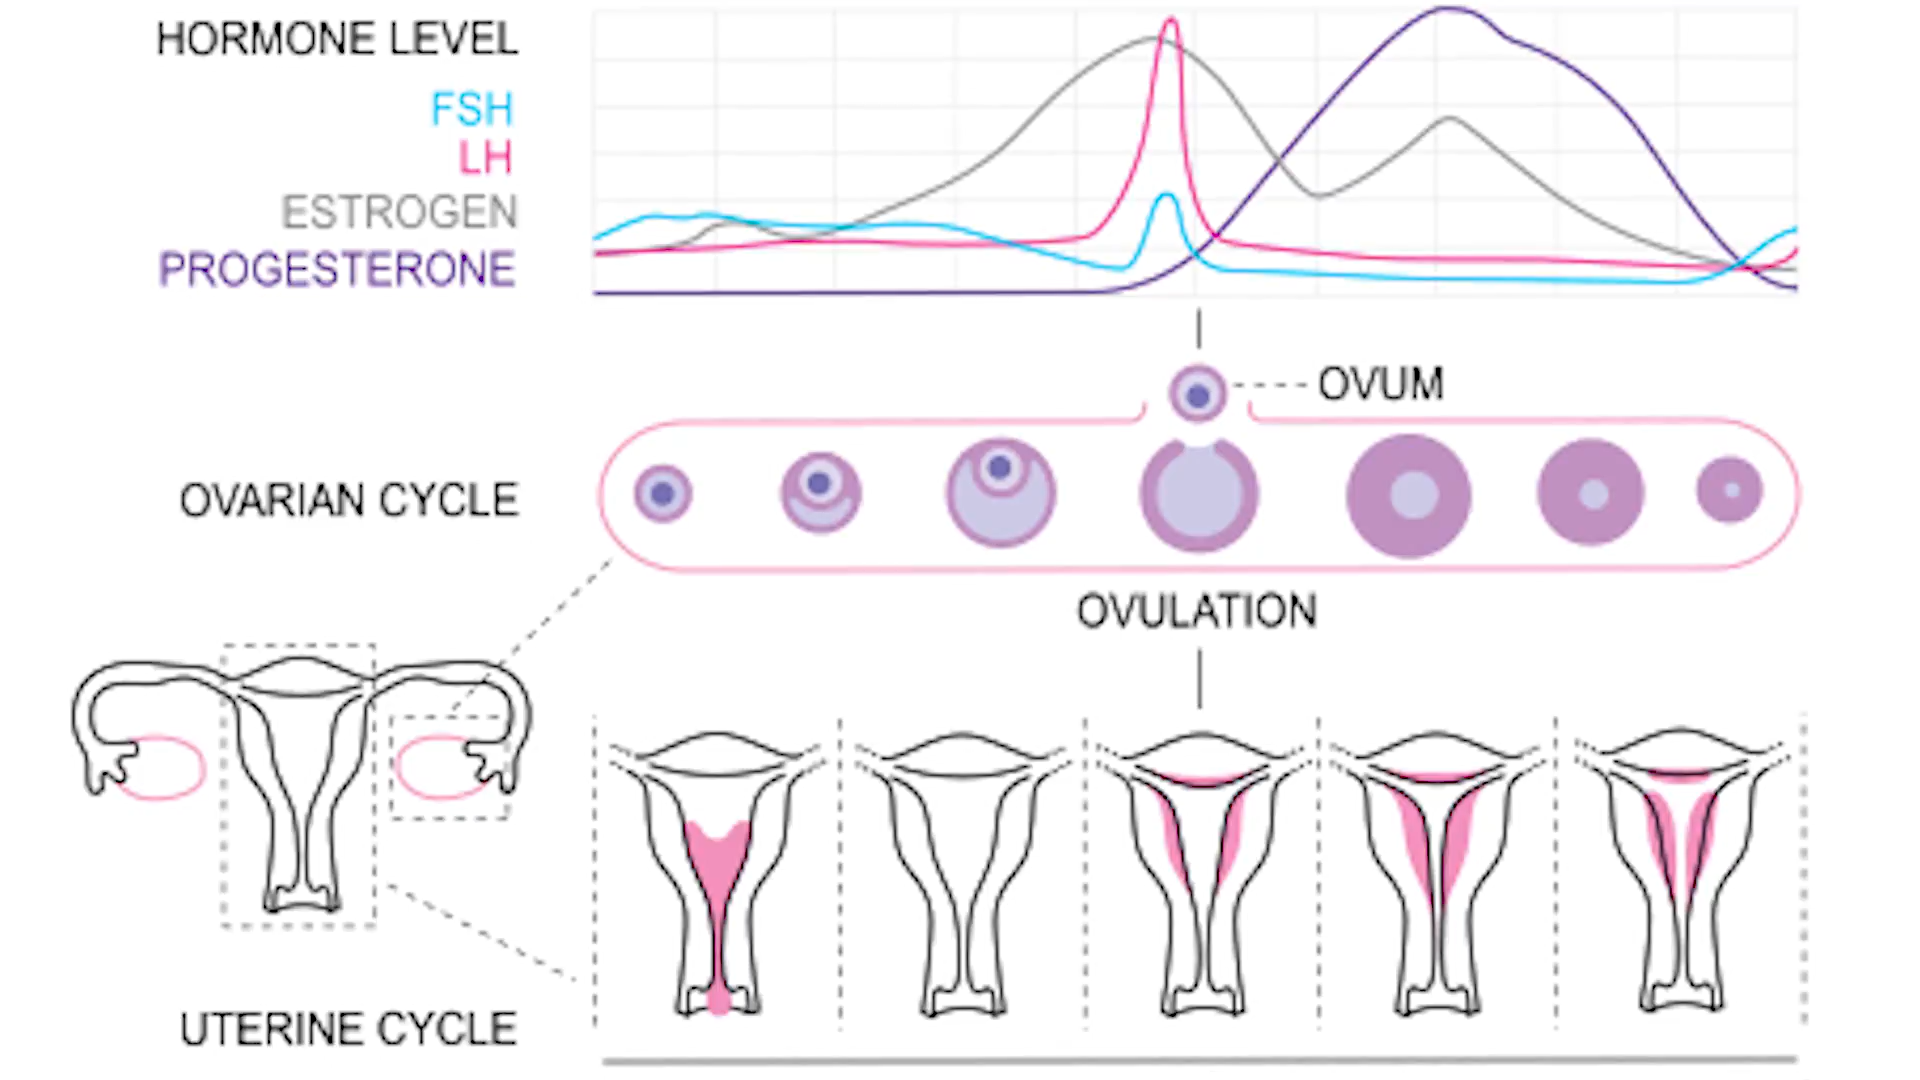 HORMONE LEVEL
FSH
LH
ESTROGEN
PROGESTERONE
OVUM
OVARIAN CYCLE
OVULATION
UTERINE CYCLE